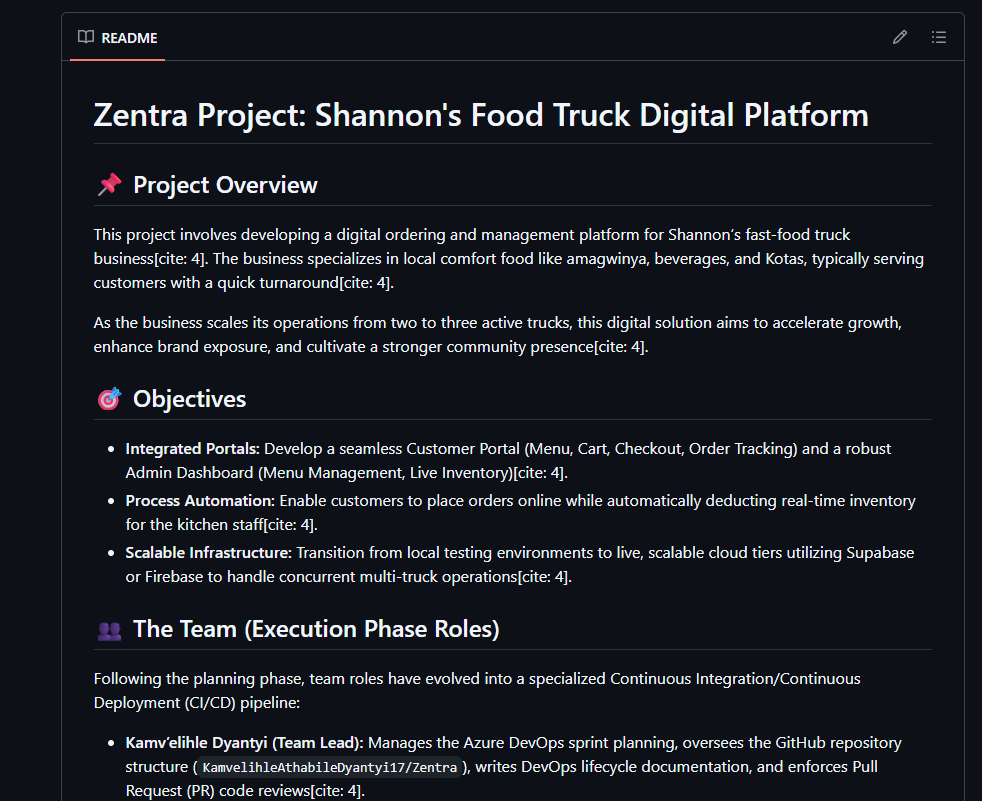 README
Zentra Project: Shannon's Food Truck Digital Platform
Project Overview
This project involves developing a digital ordering and management platform for Shannon’s fast-food truck
business[cite: 4]. The business specializes in local comfort food like amagwinya, beverages, and Kotas, typically serving
customers with a quick turnaround[cite: 4].
As the business scales its operations from two to three active trucks, this digital solution aims to accelerate growth,
enhance brand exposure, and cultivate a stronger community presence[cite: 4].
Objectives
• Integrated Portals: Develop a seamless Customer Portal (Menu, Cart, Checkout, Order Tracking) and a robust
Admin Dashboard (Menu Management, Live Inventory)[cite: 4].
• Process Automation: Enable customers to place orders online while automatically deducting real-time inventory
for the kitchen staff[cite: 4].
• Scalable Infrastructure: Transition from local testing environments to live, scalable cloud tiers utilizing Supabase
or Firebase to handle concurrent multi-truck operations[cite: 4].
The Team (Execution Phase Roles)
Following the planning phase, team roles have evolved into a specialized Continuous Integration/Continuous
Deployment (CI/CD) pipeline:
• Kamv’elihle Dyantyi (Team Lead): Manages the Azure DevOps sprint planning, oversees the GitHub repository
structure (KamvelihleAthabileDyantyi17/Zentra), writes DevOps lifecycle documentation, and enforces Pull
Request (PR) code reviews[cite: 4].